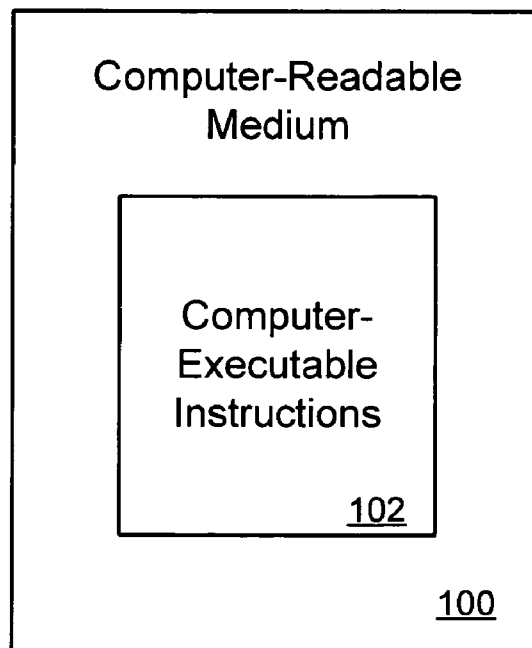 Computer-Readable
Medium
Computer-
Executable
Instructions
102
100